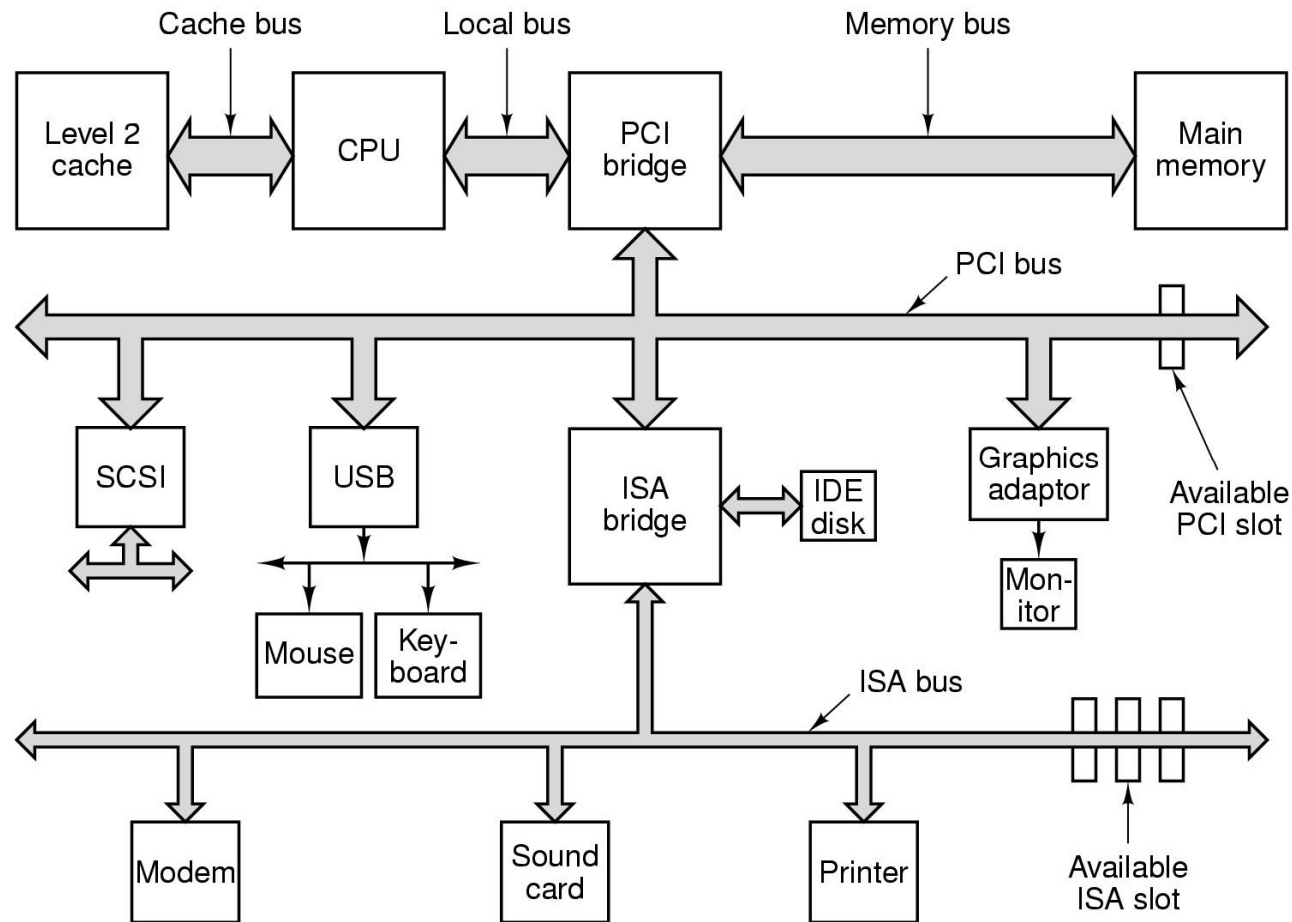 Cache bus
Local bus
Memory bus
Level 2
cache
CPU
PCI
bridge
Main
memory
PCI bus
SCSI
USB
ISA
bridge
IDE
disk
Graphics
adaptor
Available
PCI slot
Mon-
itor
Mouse
Key-
board
ISA bus
Modem
Sound
card
Printer
Available
ISA slot